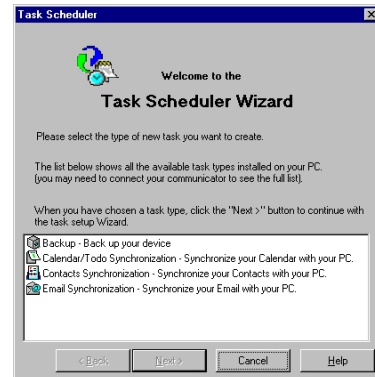 Task Scheduler
Welcome to the
Task Scheduler Wizard
Please select the type of new task you want to create.
The list below shows all the available task types installed on your PC.
(you may need to connect your communicator to see the full list).
When you have chosen a task type, click the "Next >" button to continue with
the task setup Wizard.
Backup - Back up your device
Calendar/Todo Synchronization - Synchronize your Calendar with your PC.
Contacts Synchronization - Synchronize your Contacts with your PC.
Email Synchronization - Synchronize your Email with your PC.
< Back Next > Cancel Help